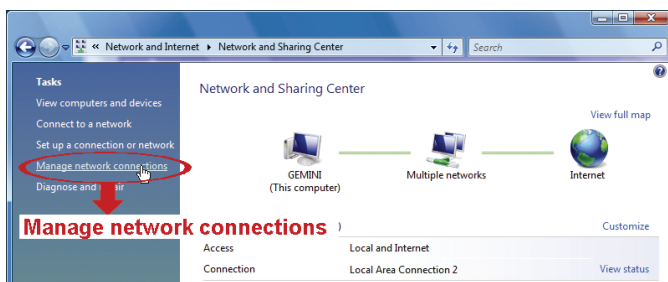 « Network and Internet ▸ Network and Sharing Center
Search
Tasks
View computers and devices
Connect to a network
Set up a connection or network
Manage network connections
Diagnose and
Manage network connections
Network and Sharing Center
View full map
GEMINI
(This computer)
Multiple networks
Internet
) Customize
Access Local and Internet
Connection Local Area Connection 2 View status